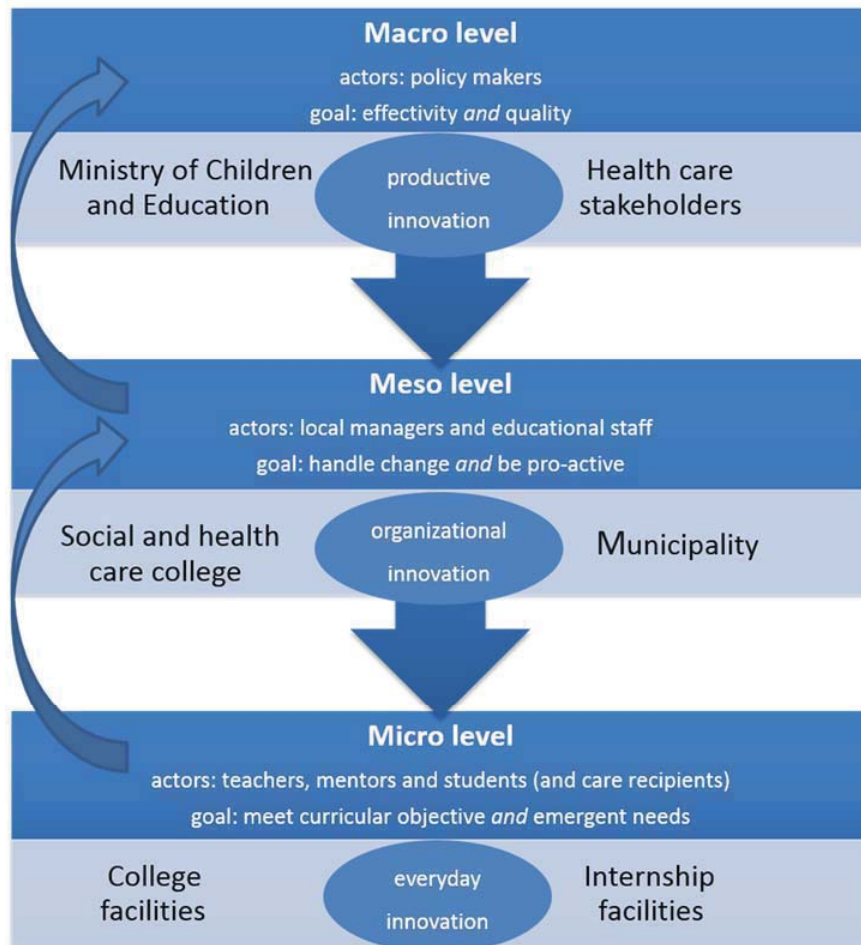 Macro level
actors: policy makers
goal: effectivity and quality
Ministry of Children
and Education
productive
innovation
Health care
stakeholders
Meso level
actors: local managers and educational staff
goal: handle change and be pro-active
Social and health
care college
organizational
innovation
Municipality
Micro level
actors: teachers, mentors and students (and care recipients)
goal: meet curricular objective and emergent needs
College
facilities
everyday
innovation
Internship
facilities